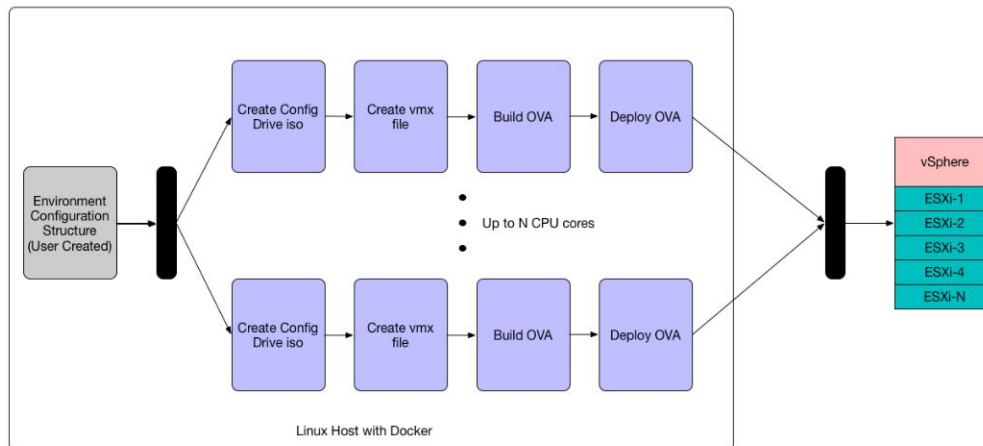 Environment
Configuration
Structure
(User Created)
Create Config
Drive iso
Create vmx
file
Build OVA
Deploy OVA
Up to N CPU cores
Create Config
Drive iso
Create vmx
file
Build OVA
Deploy OVA
Linux Host with Docker
vSphere
ESXi-1
ESXi-2
ESXi-3
ESXi-4
ESXi-N